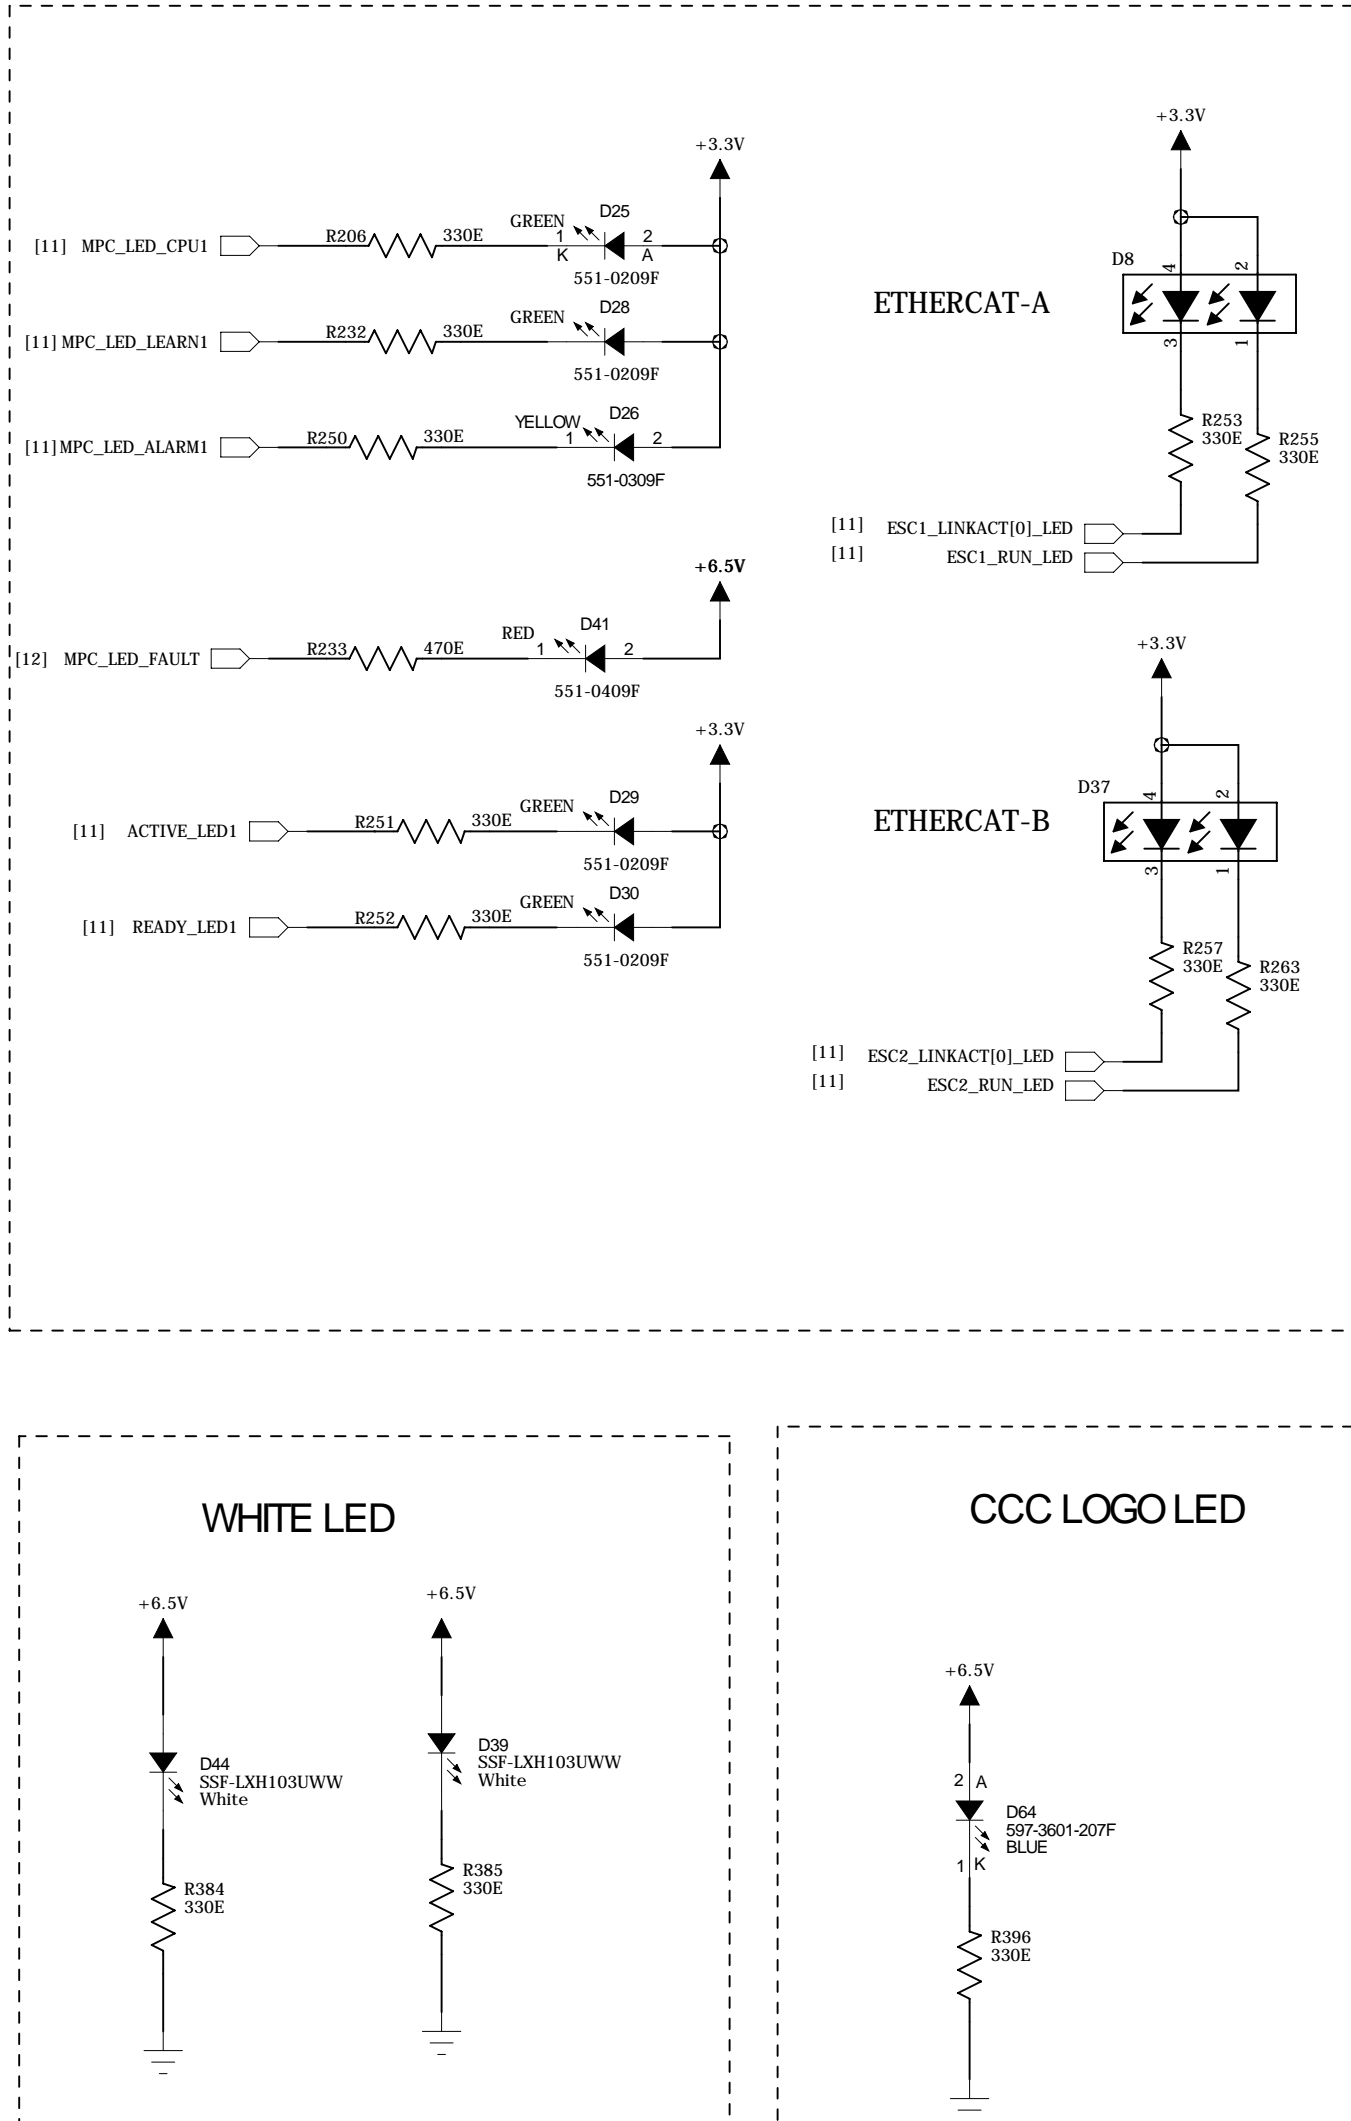 +3.3V
GREEN
D25
[11] MPC_LED_CPU1
R206
330E
1
2
K
A
551-0209F
GREEN
D28
[11] MPC_LED_LEARN1
R232
330E
551-0209F
YELLOW
D26
[11] MPC_LED_ALARM1
R250
330E
1
2
551-0309F
+6.5V
RED
D41
[12] MPC_LED_FAULT
R233
470E
1
2
551-0409F
+3.3V
GREEN
D29
[11] ACTIVE_LED1
R251
330E
551-0209F
GREEN
D30
[11] READY_LED1
R252
330E
551-0209F
+3.3V
D8
4
2
ETHERCAT-A
3
1
R253
330E
R255
330E
[11] ESC1_LINKACT[0]_LED
[11] ESC1_RUN_LED
+3.3V
D37
4
2
ETHERCAT-B
3
1
R257
330E
R263
330E
[11] ESC2_LINKACT[0]_LED
[11] ESC2_RUN_LED
WHITE LED
+6.5V
D44
SSF-LXH103UWW
White
R384
330E
+6.5V
D39
SSF-LXH103UWW
White
R385
330E
CCC LOGO LED
+6.5V
2 A
D64
597-3601-207F
BLUE
1 K
R396
330E